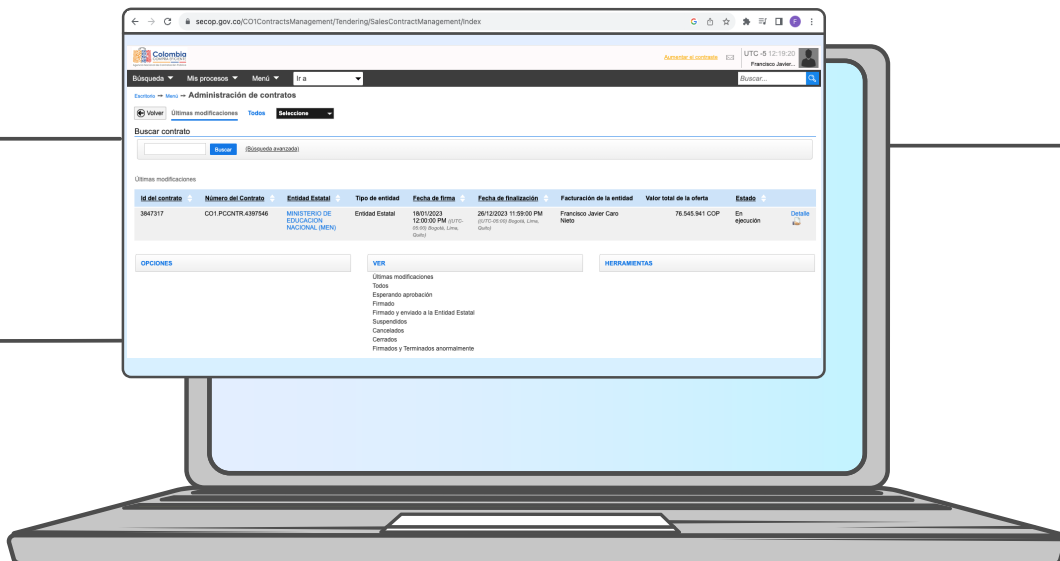 secop.gov.co/CO1ContractsManagement/Tendering/SalesContractManagement/Index
Colombia
Aumentar el contraste
UTC -5 12:19:20
Francisco Javier...
Búsqueda Mis procesos Menú Ir a Buscar...
Escritorio → Menú → Administración de contratos
Volver Últimas modificaciones Todos Seleccione
Buscar contrato
Buscar (Búsqueda avanzada)
Últimas modificaciones
Id del contrato Número del Contrato Entidad Estatal Tipo de entidad Fecha de firma Fecha de finalización Facturación de la entidad Valor total de la oferta Estado
3847317 CO1.PCCNTR.4397546 MINISTERIO DE EDUCACION NACIONAL (MEN) Entidad Estatal 18/01/2023 12:00:00 PM ((UTC-05:00) Bogotá, Lima, Quito) 26/12/2023 11:59:00 PM ((UTC-05:00) Bogotá, Lima, Quito) Francisco Javier Caro Nieto 76.545.941 COP En ejecución Detalle
OPCIONES VER HERRAMIENTAS
Últimas modificaciones
Todos
Esperando aprobación
Firmado
Firmado y enviado a la Entidad Estatal
Suspendidos
Cancelados
Cerrados
Firmados y Terminados anormalmente